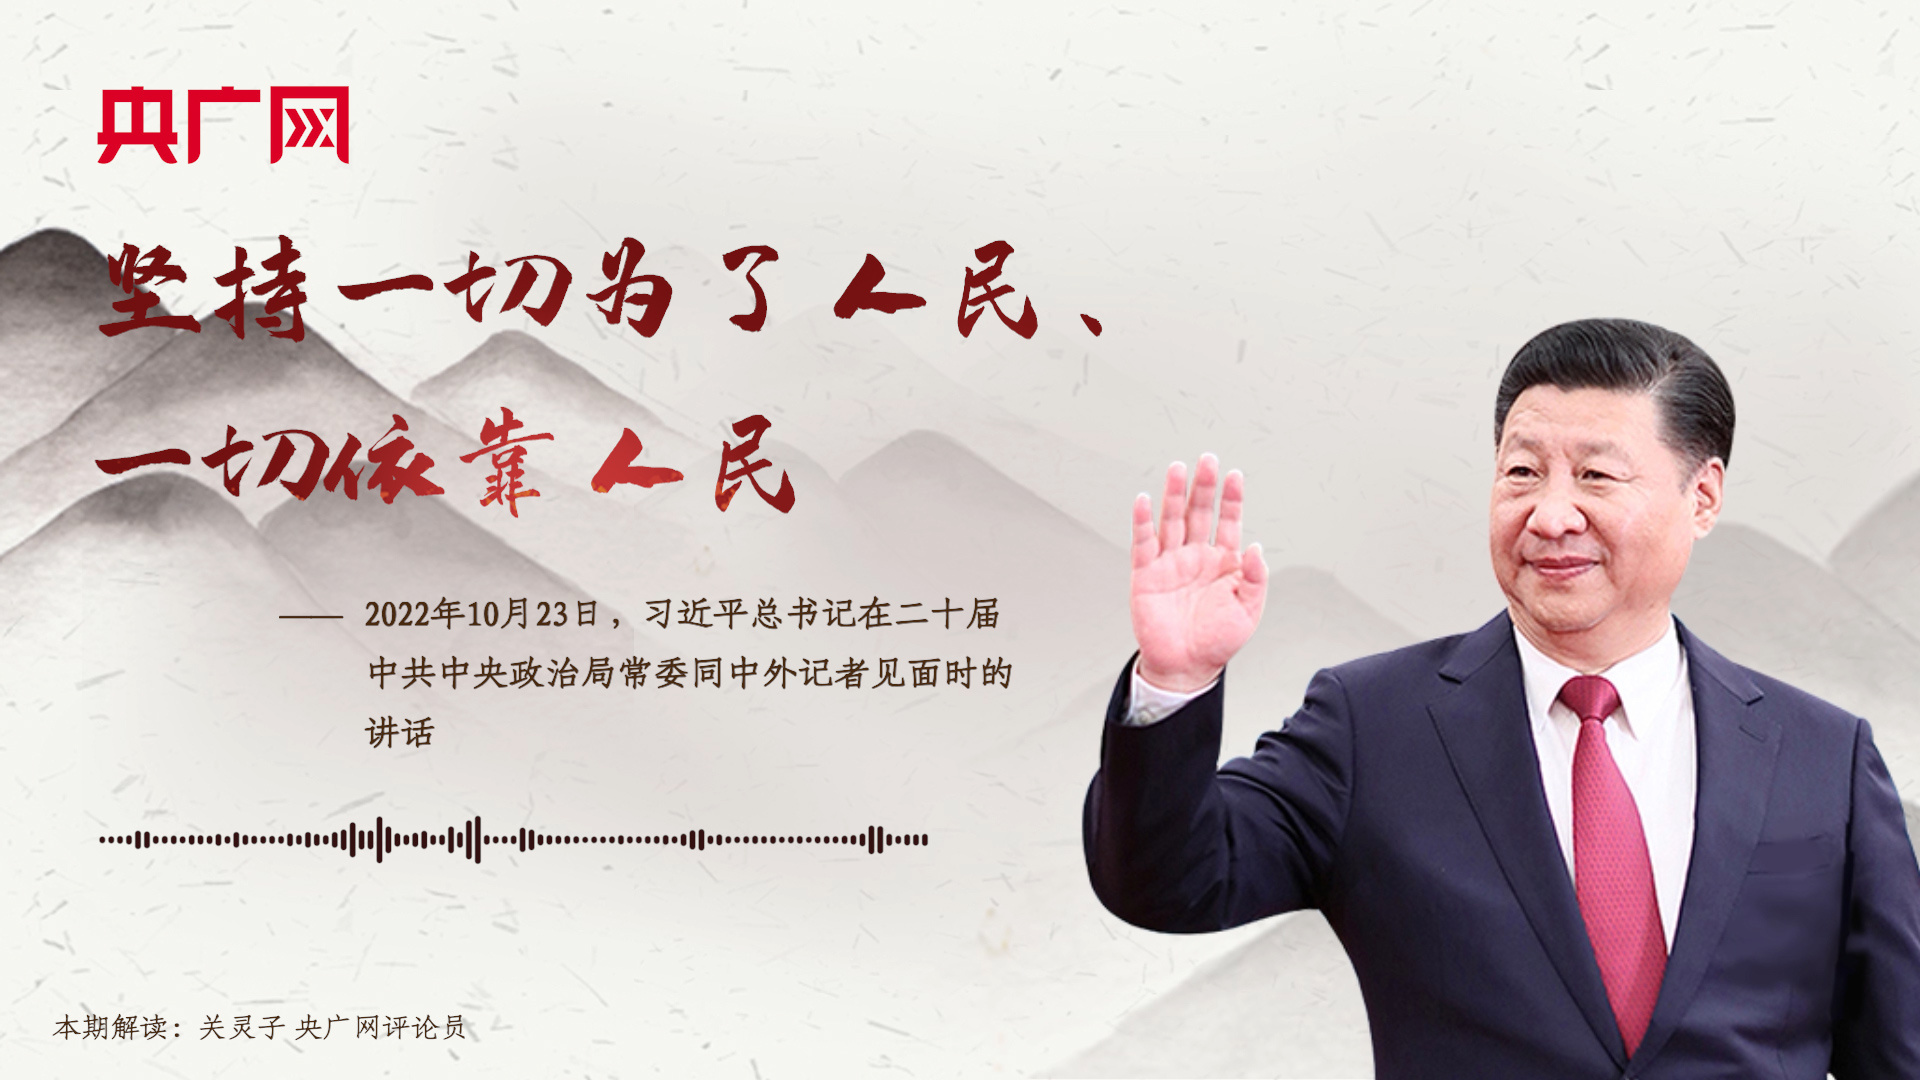 央广网
坚持一切为了人民、
一切依靠人民
—— 2022年10月23日，习近平总书记在二十届
中共中央政治局常委同中外记者见面时的
讲话
本期解读：关灵子 央广网评论员